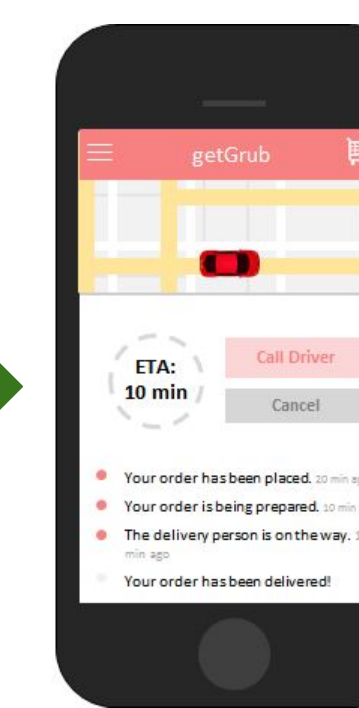 getGrub
ETA:
10 min
Call Driver
Cancel
Your order has been placed. 20 min
Your order is being prepared. 10 min
The delivery person is on the way.
min ago
Your order has been delivered!